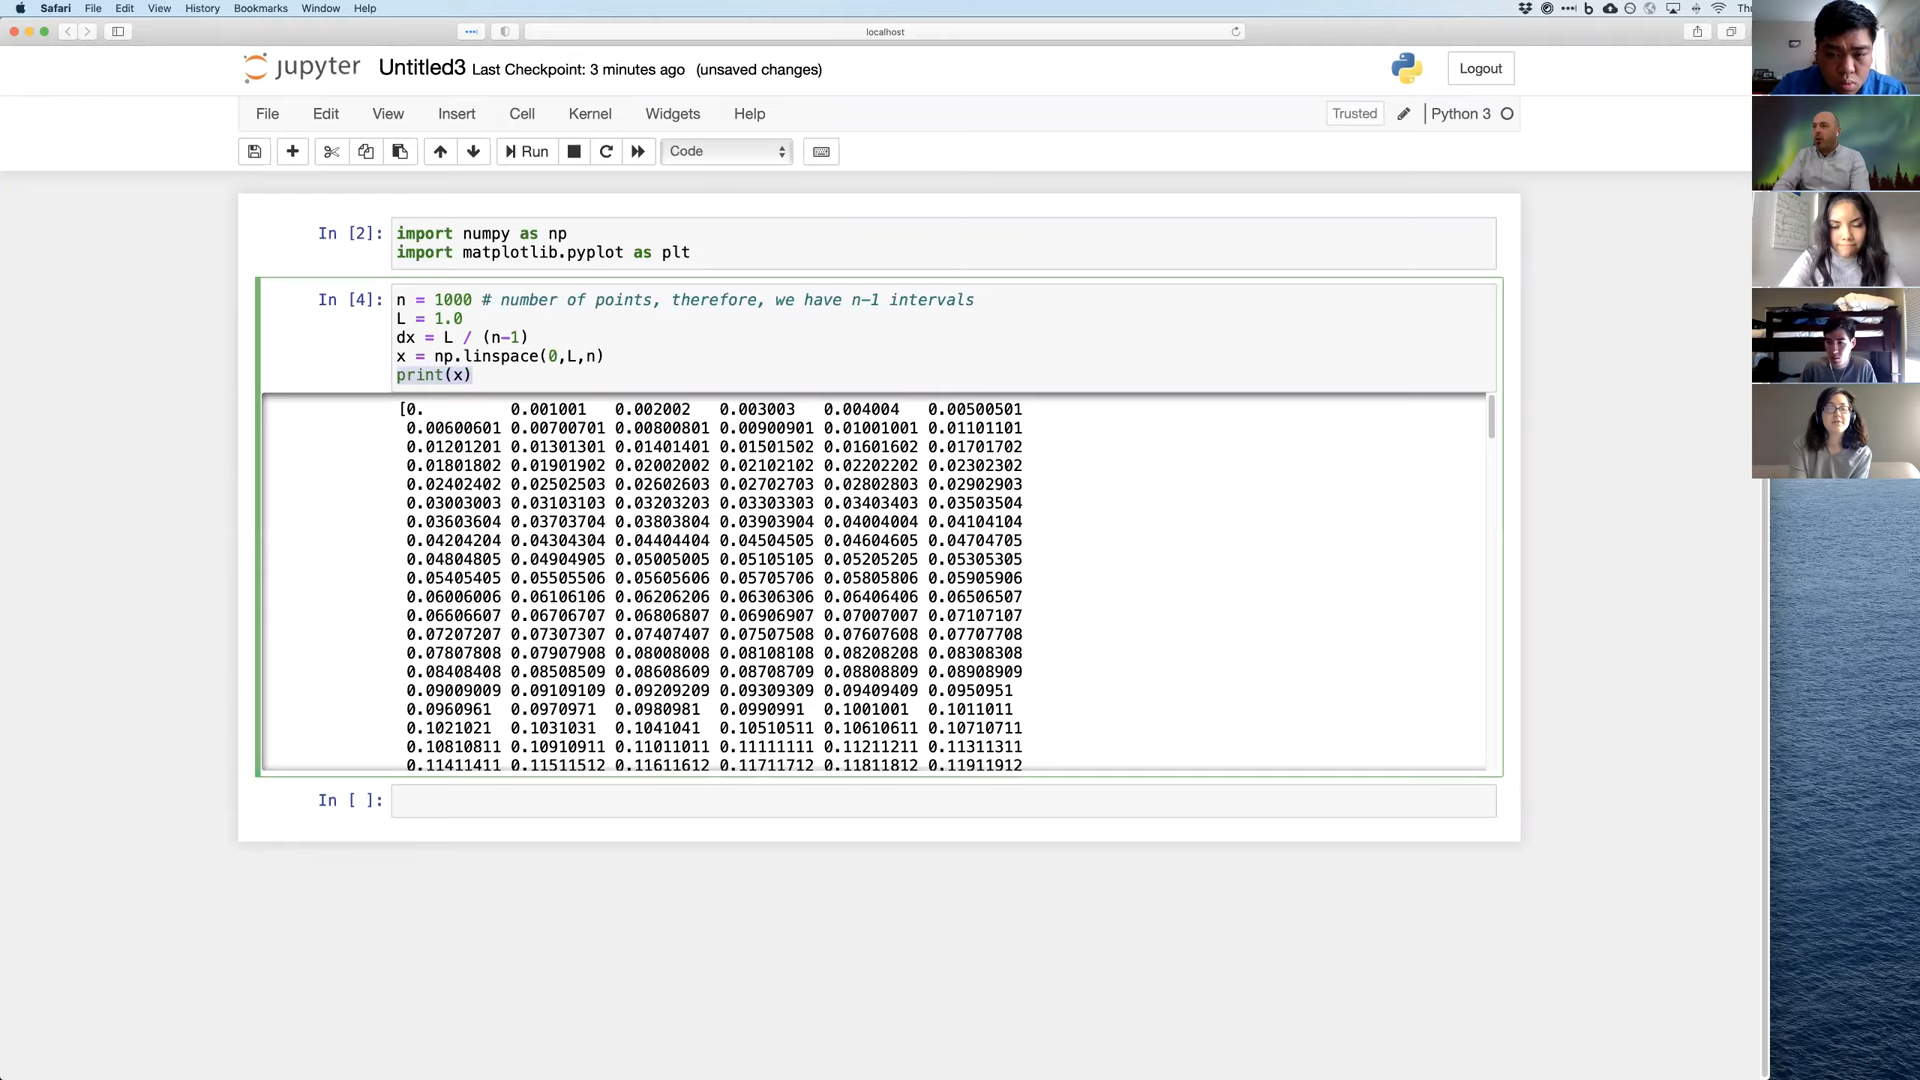 Safari File Edit View History Bookmarks Window Help Thu
localhost
jupyter Untitled3 Last Checkpoint: 3 minutes ago (unsaved changes) Logout
File Edit View Insert Cell Kernel Widgets Help Trusted Python 3
Run Code
In [2]: import numpy as np
import matplotlib.pyplot as plt
In [4]: n = 1000 # number of points, therefore, we have n-1 intervals
L = 1.0
dx = L / (n-1)
x = np.linspace(0,L,n)
print(x)
[0. 0.001001 0.002002 0.003003 0.004004 0.00500501
0.00600601 0.00700701 0.00800801 0.00900901 0.01001001 0.01101101
0.01201201 0.01301301 0.01401401 0.01501502 0.01601602 0.01701702
0.01801802 0.01901902 0.02002002 0.02102102 0.02202202 0.02302302
0.02402402 0.02502503 0.02602603 0.02702703 0.02802803 0.02902903
0.03003003 0.03103103 0.03203203 0.03303303 0.03403403 0.03503504
0.03603604 0.03703704 0.03803804 0.03903904 0.04004004 0.04104104
0.04204204 0.04304304 0.04404404 0.04504505 0.04604605 0.04704705
0.04804805 0.04904905 0.05005005 0.05105105 0.05205205 0.05305305
0.05405405 0.05505506 0.05605606 0.05705706 0.05805806 0.05905906
0.06006006 0.06106106 0.06206206 0.06306306 0.06406406 0.06506507
0.06606607 0.06706707 0.06806807 0.06906907 0.07007007 0.07107107
0.07207207 0.07307307 0.07407407 0.07507508 0.07607608 0.07707708
0.07807808 0.07907908 0.08008008 0.08108108 0.08208208 0.08308308
0.08408408 0.08508509 0.08608609 0.08708709 0.08808809 0.08908909
0.09009009 0.09109109 0.09209209 0.09309309 0.09409409 0.0950951
0.0960961 0.0970971 0.0980981 0.0990991 0.1001001 0.1011011
0.1021021 0.1031031 0.1041041 0.10510511 0.10610611 0.10710711
0.10810811 0.10910911 0.11011011 0.11111111 0.11211211 0.11311311
0.11411411 0.11511512 0.11611612 0.11711712 0.11811812 0.11911912
In [ ]: